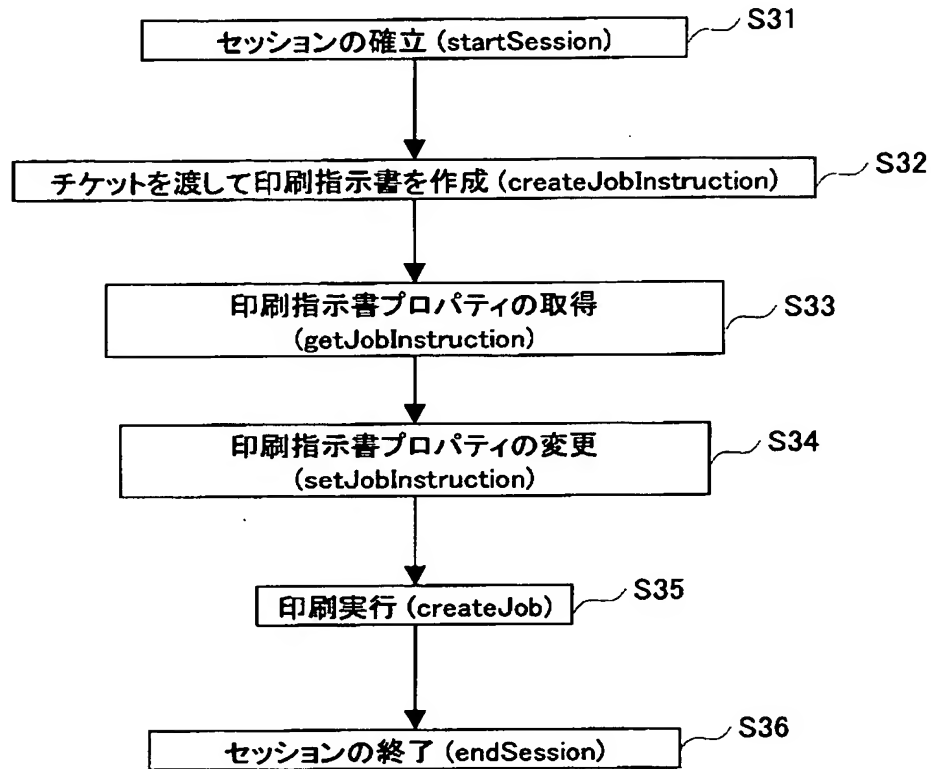 セッションの確立 (startSession)
S31
チケットを渡して印刷指示書を作成 (createJobInstruction)
S32
印刷指示書プロパティの取得
(getJobInstruction)
S33
印刷指示書プロパティの変更
(setJobInstruction)
S34
印刷実行 (createJob)
S35
セッションの終了 (endSession)
S36